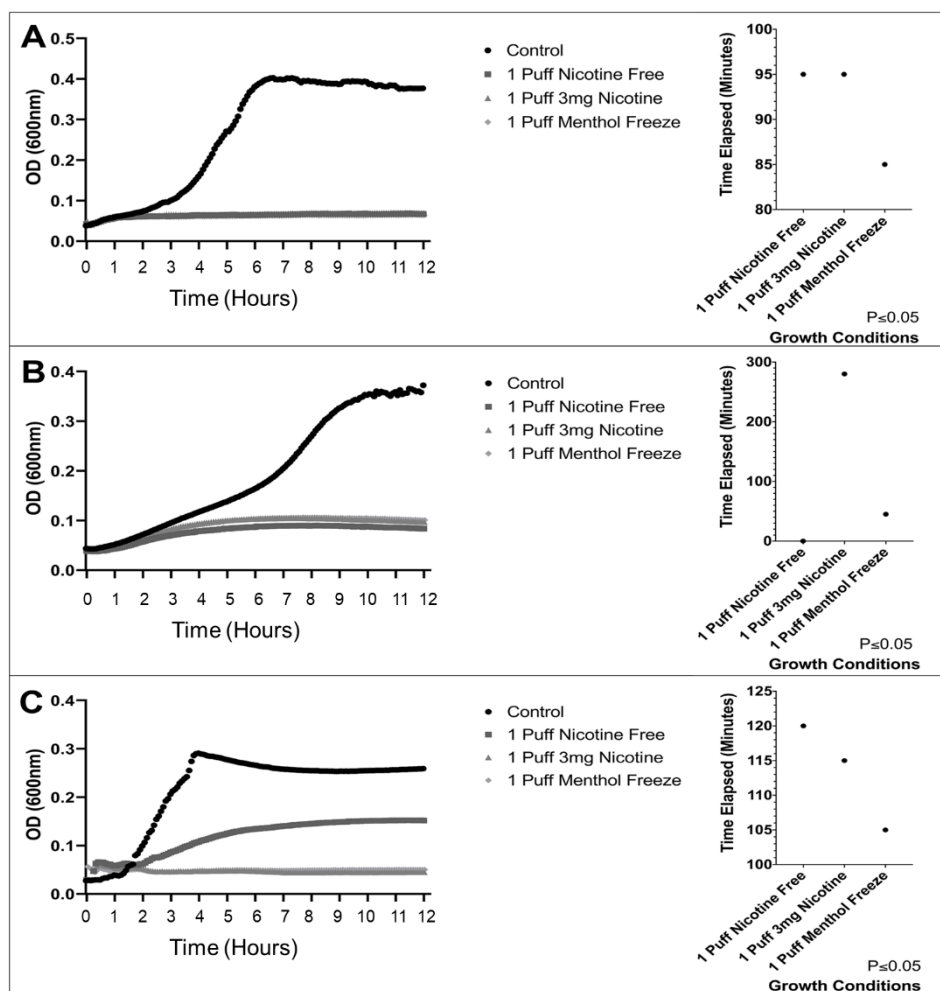 A
0.5
0.4
0.3
0.2
0.1
0.0
OD (600nm)
0 1 2 3 4 5 6 7 8 9 10 11 12
Time (Hours)
Control
1 Puff Nicotine Free
1 Puff 3mg Nicotine
1 Puff Menthol Freeze
100
95
90
85
80
Time Elapsed (Minutes)
1 Puff Nicotine Free
1 Puff 3mg Nicotine
1 Puff Menthol Freeze
P≤0.05
Growth Conditions
B
0.4
0.3
0.2
0.1
0.0
OD (600nm)
0 1 2 3 4 5 6 7 8 9 10 11 12
Time (Hours)
Control
1 Puff Nicotine Free
1 Puff 3mg Nicotine
1 Puff Menthol Freeze
300
200
100
0
Time Elapsed (Minutes)
1 Puff Nicotine Free
1 Puff 3mg Nicotine
1 Puff Menthol Freeze
P≤0.05
Growth Conditions
C
0.4
0.3
0.2
0.1
0.0
OD (600nm)
0 1 2 3 4 5 6 7 8 9 10 11 12
Time (Hours)
Control
1 Puff Nicotine Free
1 Puff 3mg Nicotine
1 Puff Menthol Freeze
125
120
115
110
105
100
Time Elapsed (Minutes)
1 Puff Nicotine Free
1 Puff 3mg Nicotine
1 Puff Menthol Freeze
P≤0.05
Growth Conditions